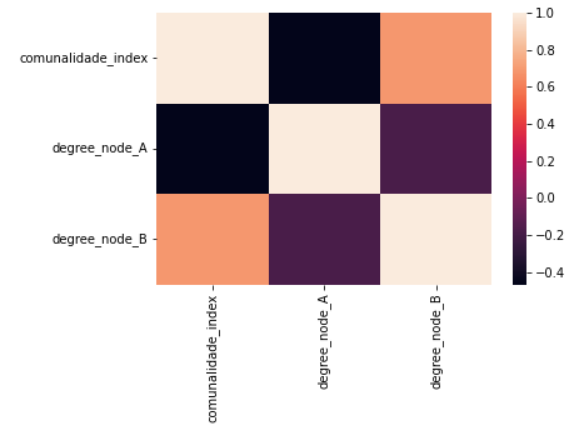 comunalidade_index
degree_node_A
degree_node_B
comunalidade_index
degree_node_A
degree_node_B
1.0
0.8
0.6
0.4
0.2
0.0
−0.2
−0.4